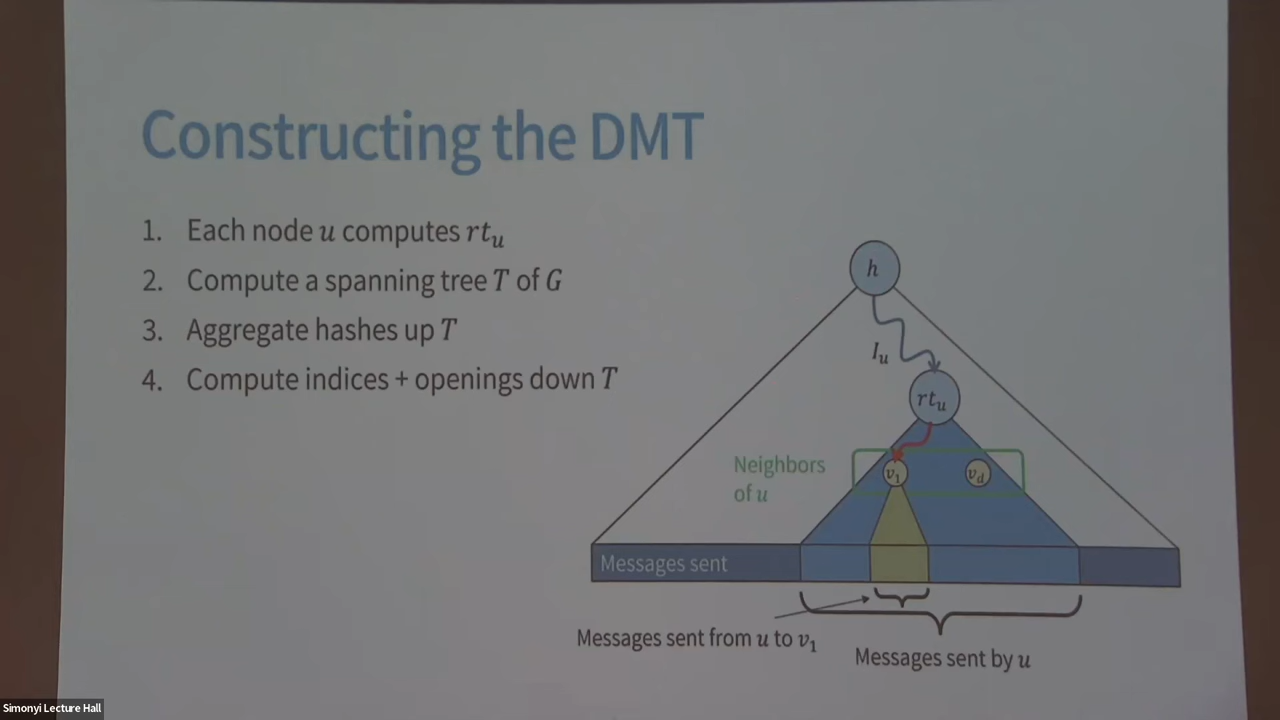 Constructing the DMT
1. Each node u computes rt_u
2. Compute a spanning tree T of G
3. Aggregate hashes up T
4. Compute indices + openings down T
h
I_u
rt_u
Neighbors
of u
v_1
v_d
Messages sent
Messages sent from u to v_1
Messages sent by u
Simonyi Lecture Hall